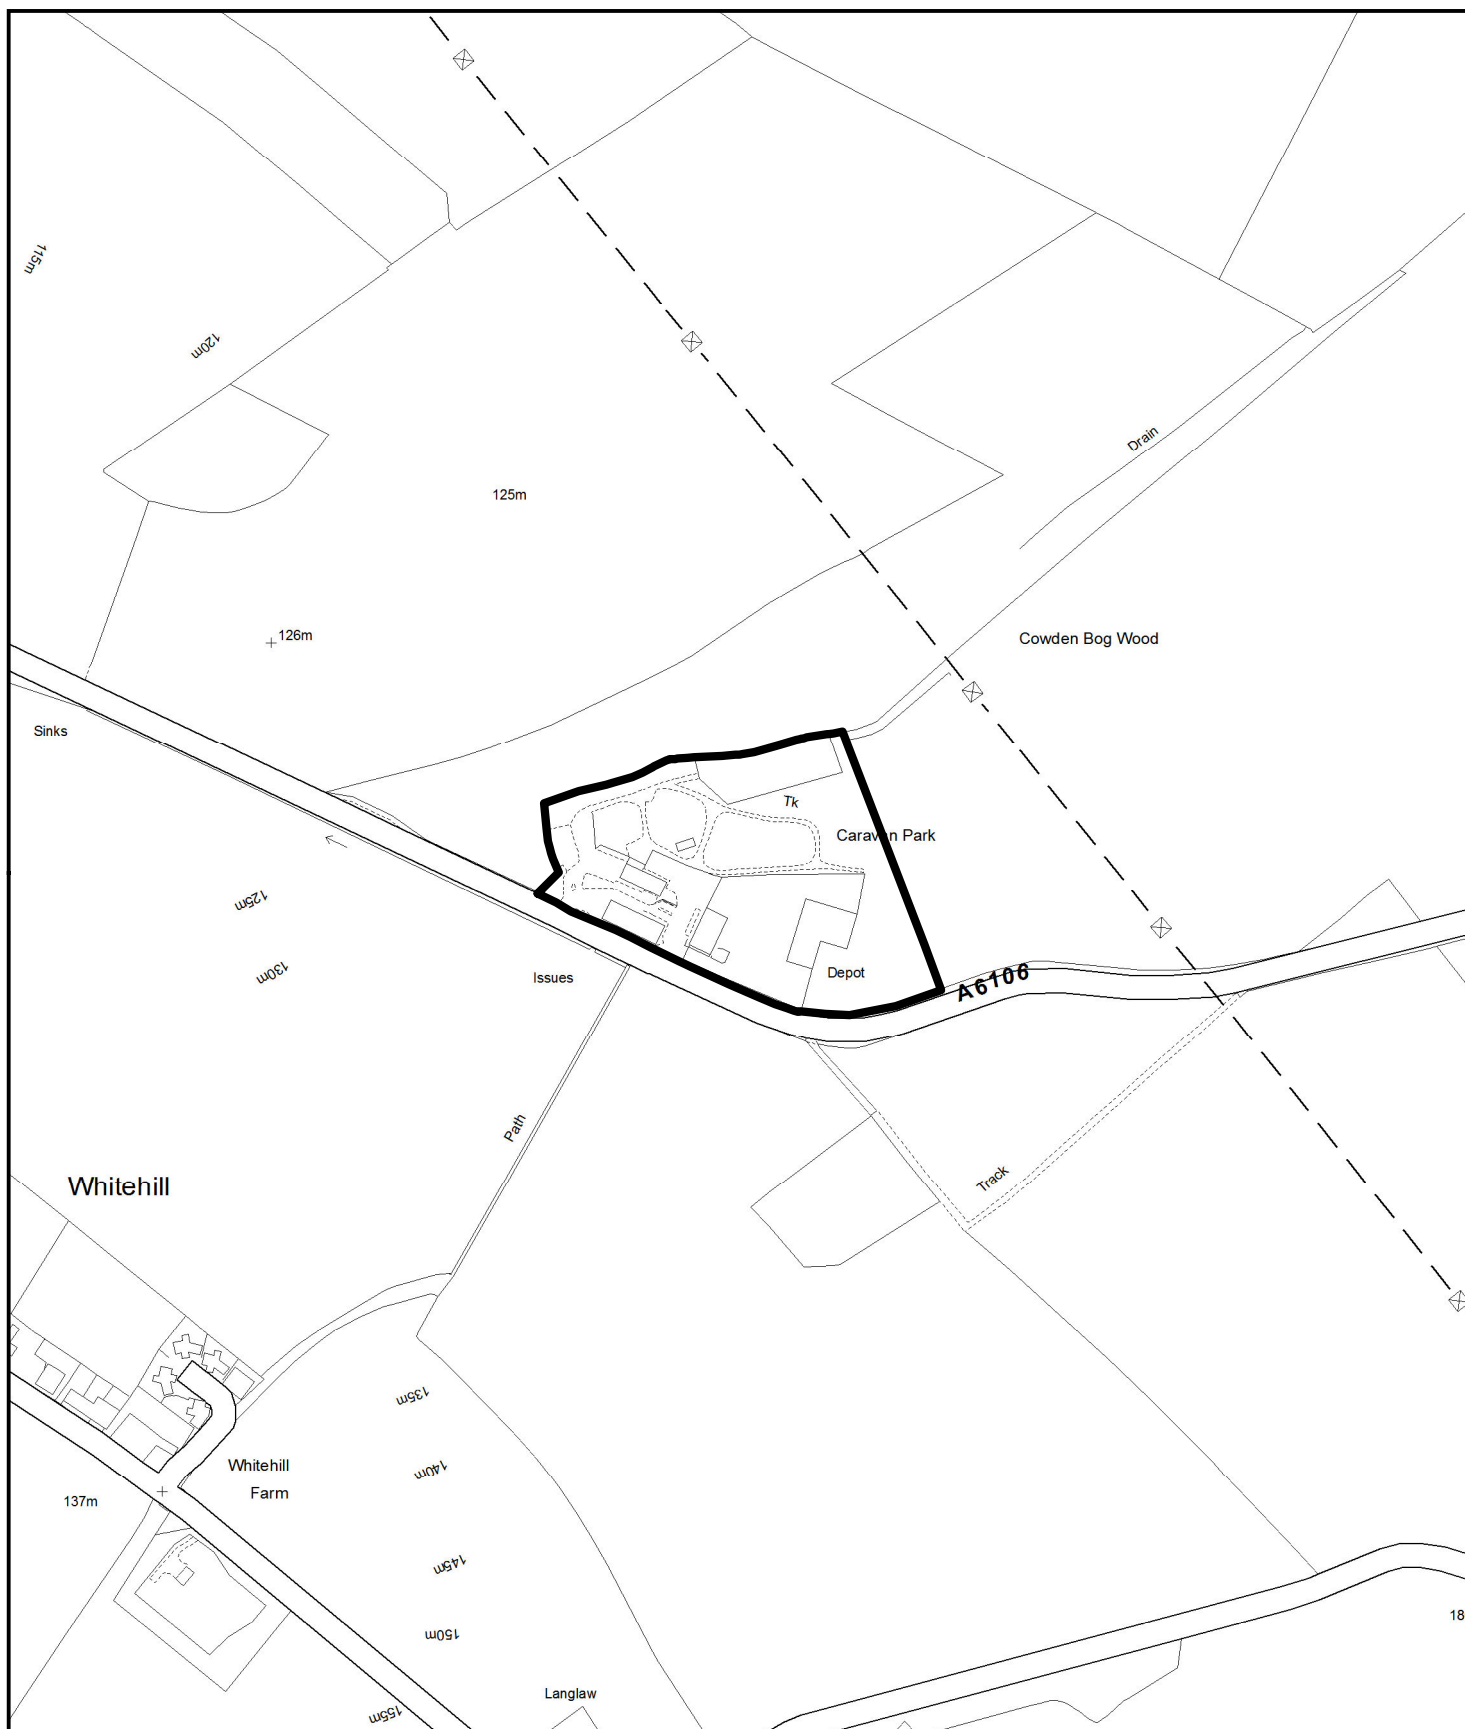 115m
120m
Drain
125m
126m
Cowden Bog Wood
Sinks
Tk
Caravan Park
125m
130m
Issues
Depot
A6106
Path
Track
Whitehill
135m
Whitehill
Farm
140m
137m
145m
150m
18
Langlaw
155m